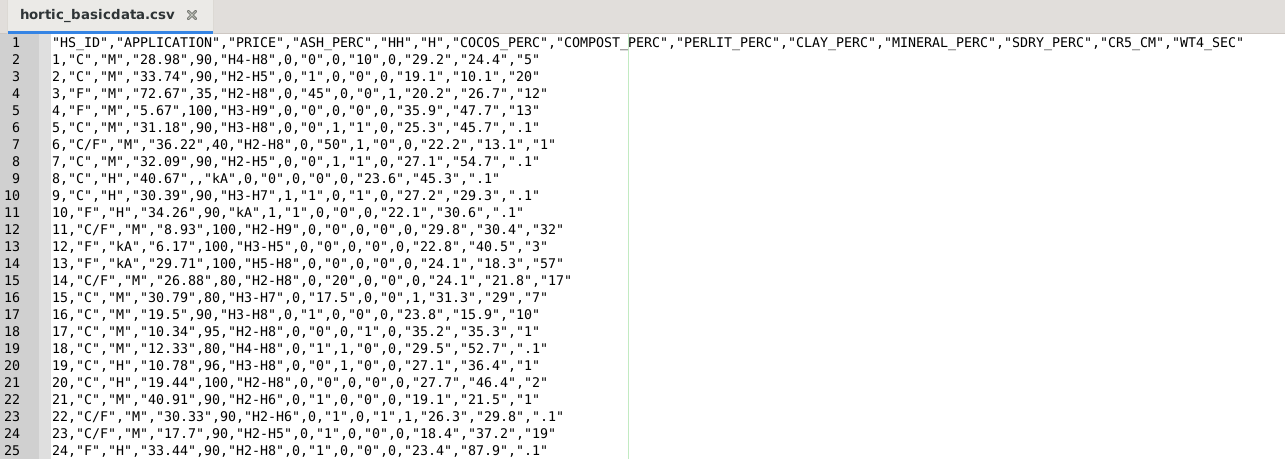 hortic_basicdata.csv
1 "HS_ID","APPLICATION","PRICE","ASH_PERC","HH","H","COCOS_PERC","COMPOST_PERC","PERLIT_PERC","CLAY_PERC","MINERAL_PERC","SDRY_PERC","CR5_CM","WT4_SEC"
2 1,"C","M","28.98",90,"H4-H8",0,"0",0,"10",0,"29.2","24.4","5"
3 2,"C","M","33.74",90,"H2-H5",0,"1",0,"0",0,"19.1","10.1","20"
4 3,"F","M","72.67",35,"H2-H8",0,"45",0,"0",1,"20.2","26.7","12"
5 4,"F","M","5.67",100,"H3-H9",0,"0",0,"0",0,"35.9","47.7","13"
6 5,"C","M","31.18",90,"H3-H8",0,"0",1,"1",0,"25.3","45.7",".1"
7 6,"C/F","M","36.22",40,"H2-H8",0,"50",1,"0",0,"22.2","13.1","1"
8 7,"C","M","32.09",90,"H2-H5",0,"0",1,"1",0,"27.1","54.7",".1"
9 8,"C","H","40.67",,"kA",0,"0",0,"0",0,"23.6","45.3",".1"
10 9,"C","H","30.39",90,"H3-H7",1,"1",0,"1",0,"27.2","29.3",".1"
11 10,"F","H","34.26",90,"kA",1,"1",0,"0",0,"22.1","30.6",".1"
12 11,"C/F","M","8.93",100,"H2-H9",0,"0",0,"0",0,"29.8","30.4","32"
13 12,"F","kA","6.17",100,"H3-H5",0,"0",0,"0",0,"22.8","40.5","3"
14 13,"F","kA","29.71",100,"H5-H8",0,"0",0,"0",0,"24.1","18.3","57"
15 14,"C/F","M","26.88",80,"H2-H8",0,"20",0,"0",0,"24.1","21.8","17"
16 15,"C","M","30.79",80,"H3-H7",0,"17.5",0,"0",1,"31.3","29","7"
17 16,"C","M","19.5",90,"H3-H8",0,"1",0,"0",0,"23.8","15.9","10"
18 17,"C","M","10.34",95,"H2-H8",0,"0",0,"1",0,"35.2","35.3","1"
19 18,"C","M","12.33",80,"H4-H8",0,"1",1,"0",0,"29.5","52.7",".1"
20 19,"C","H","10.78",96,"H3-H8",0,"0",1,"0",0,"27.1","36.4","1"
21 20,"C","H","19.44",100,"H2-H8",0,"0",0,"0",0,"27.7","46.4","2"
22 21,"C","M","40.91",90,"H2-H6",0,"1",0,"0",0,"19.1","21.5","1"
23 22,"C/F","M","30.33",90,"H2-H6",0,"1",0,"1",1,"26.3","29.8",".1"
24 23,"C/F","M","17.7",90,"H2-H5",0,"1",0,"0",0,"18.4","37.2","19"
25 24,"F","H","33.44",90,"H2-H8",0,"1",0,"0",0,"23.4","87.9",".1"